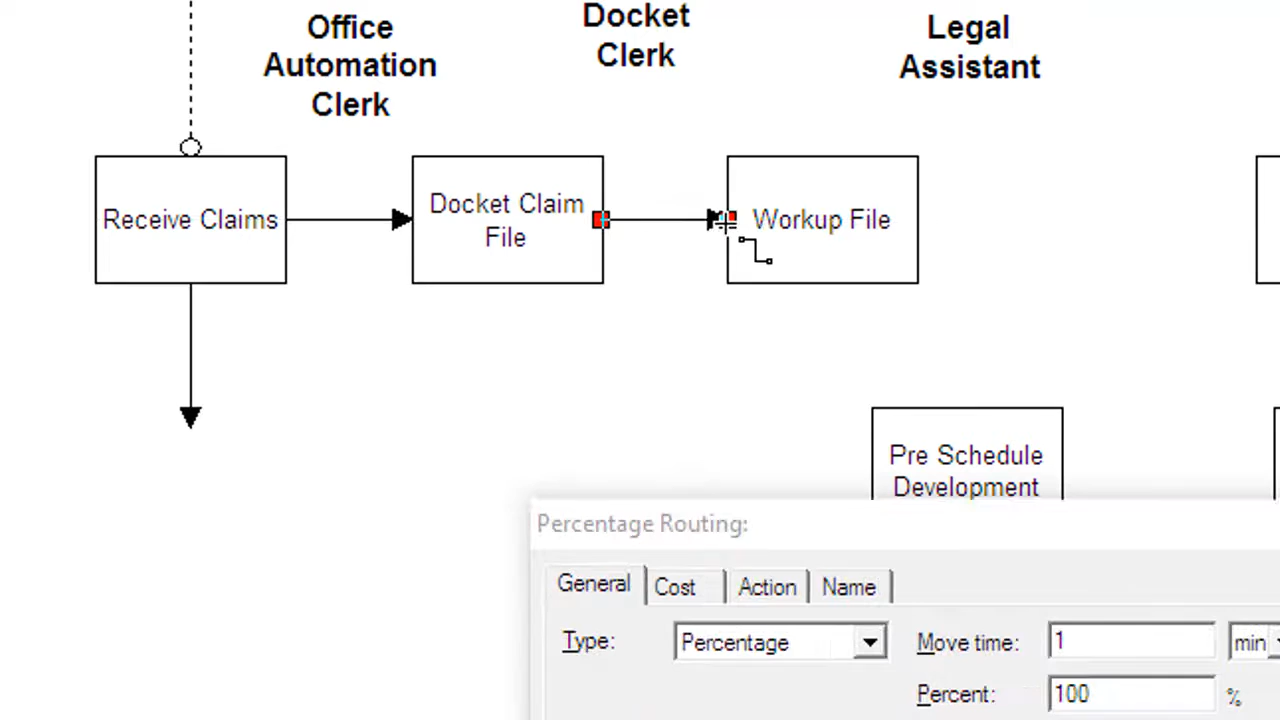 Office
Automation
Clerk
Docket
Clerk
Legal
Assistant
Receive Claims
Docket Claim
File
Workup File
Pre Schedule
Development
Percentage Routing:
General
Cost
Action
Name
Type:
Percentage
Move time:
1
min
Percent:
100
%